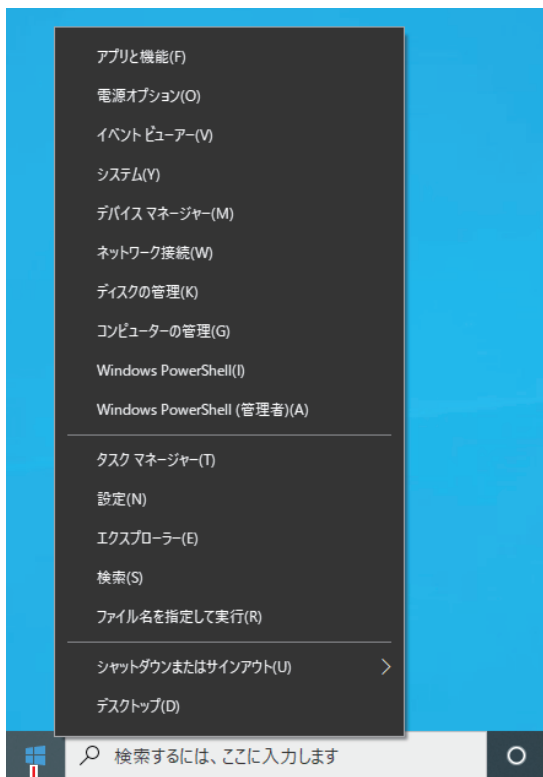 アプリと機能(F)
電源オプション(O)
イベント ビューアー(V)
システム(Y)
デバイス マネージャー(M)
ネットワーク接続(W)
ディスクの管理(K)
コンピューターの管理(G)
Windows PowerShell(I)
Windows PowerShell (管理者)(A)
タスク マネージャー(T)
設定(N)
エクスプローラー(E)
検索(S)
ファイル名を指定して実行(R)
シャットダウンまたはサインアウト(U)
デスクトップ(D)
検索するには、ここに入力します